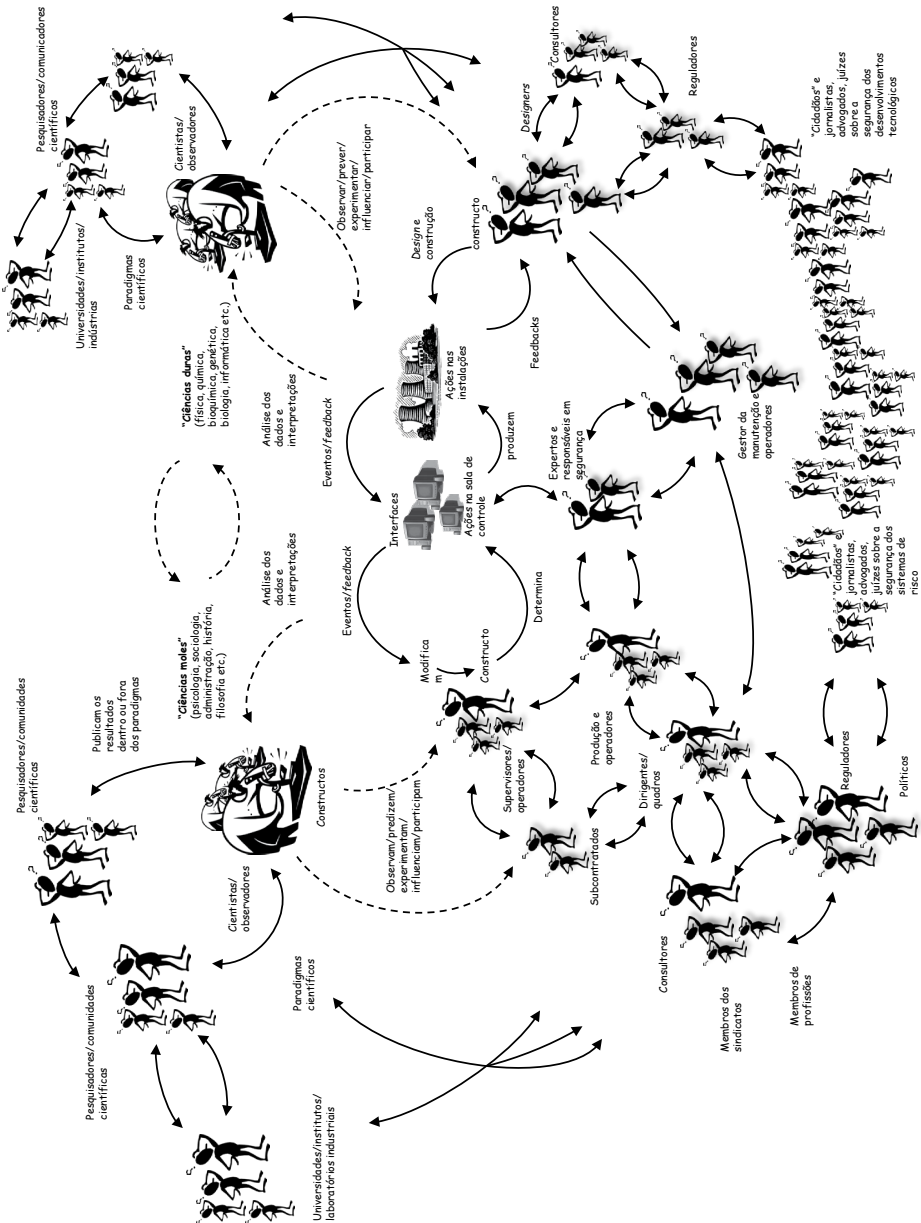 Pesquisadores/comunidades
científicas
Pesquisadores/comunicadores
científicos
Publicam os
resultados
dentro ou fora
dos paradigmas
Pesquisadores/comunidades
científicas
Universidades/institutos/
indústrias
Paradigmas
científicos
Cientistas/
observadores
"Ciências moles"
(psicologia, sociologia,
administração, história,
filosofia etc.)
"Ciências duras"
(física, química,
bioquímica, genética,
biologia, informática etc.)
Cientistas/
observadores
Análise dos
dados e
interpretações
Análise dos
dados e
interpretações
Universidades/institutos/
laboratórios industriais
Paradigmas
científicos
Constructos
Eventos/feedback
Eventos/feedback
Observar/prever/
experimentar/
influenciar/participar
Observam/predizem/
experimentam/
influenciam/participam
Modifica
m
Interfaces
Design e
construção
Constructo
Ações na sala de
controle
Ações nas
instalações
constructo
Supervisores/
operadores
Determina
produzem
Feedbacks
Designers
Consultores
Expertos e
responsáveis em
segurança
Subcontratados
Produção e
operadores
Dirigentes/
quadros
Reguladores
Consultores
Gestor da
manutenção e
operadores
Membros dos
sindicatos
Membros de
profissões
Reguladores
Políticos
"Cidadãos" e
jornalistas,
advogados,
juízes sobre a
segurança dos
sistemas de
risco
"Cidadãos" e
jornalistas,
advogados, juízes
sobre a
segurança dos
desenvolvimentos
tecnológicos